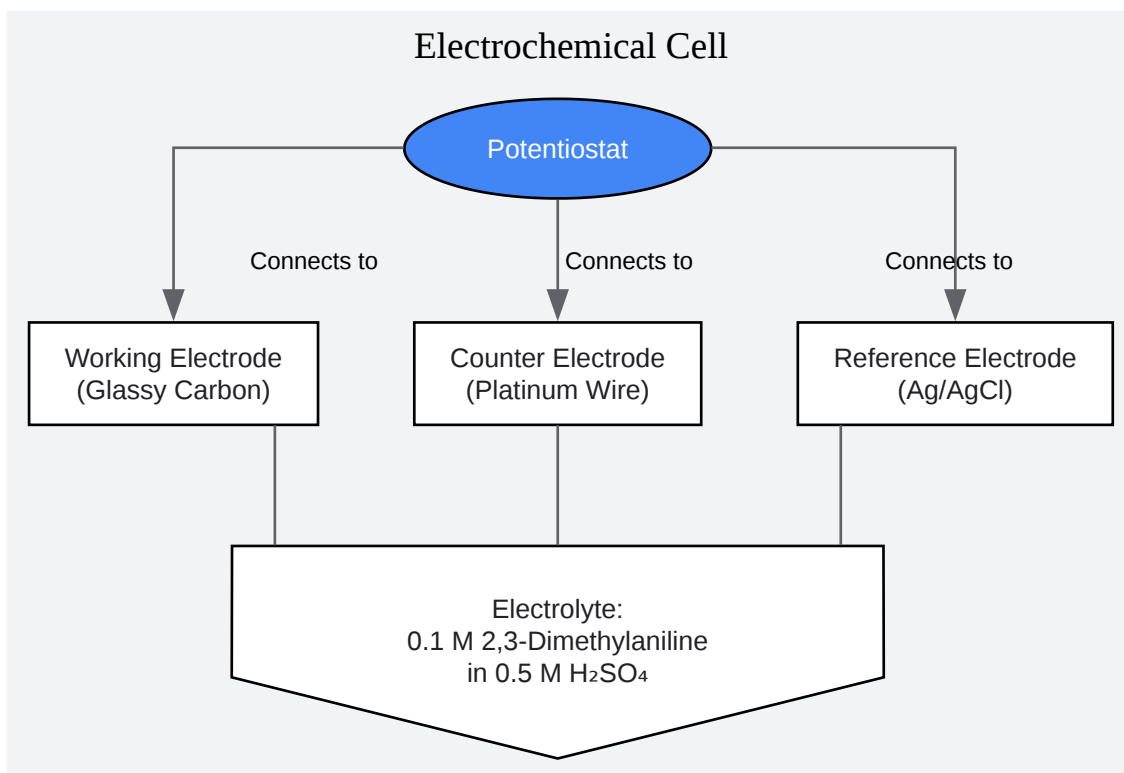 Electrochemical Cell
Potentiostat
Connects to
Connects to
Connects to
Working Electrode
(Glassy Carbon)
Counter Electrode
(Platinum Wire)
Reference Electrode
(Ag/AgCl)
Electrolyte:
0.1 M 2,3-Dimethylaniline
in 0.5 M H₂SO₄